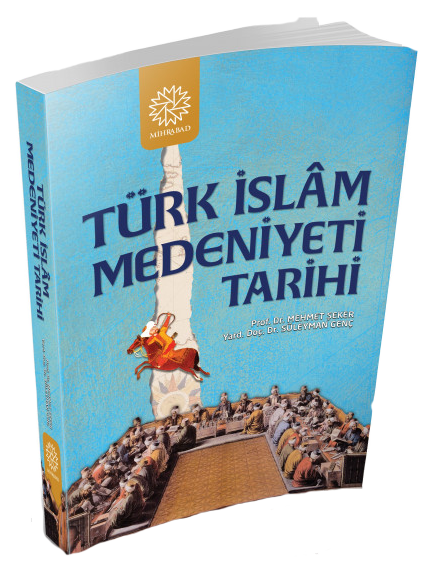 MİHRABAD
TÜRK İSLÂM
MEDENİYETİ
TARİHİ
Prof. Dr. MEHMET ŞEKER
Yard. Doç. Dr. SÜLEYMAN GENÇ
TÜRK İSLÂM
MEDENİYETİ TARİHİ